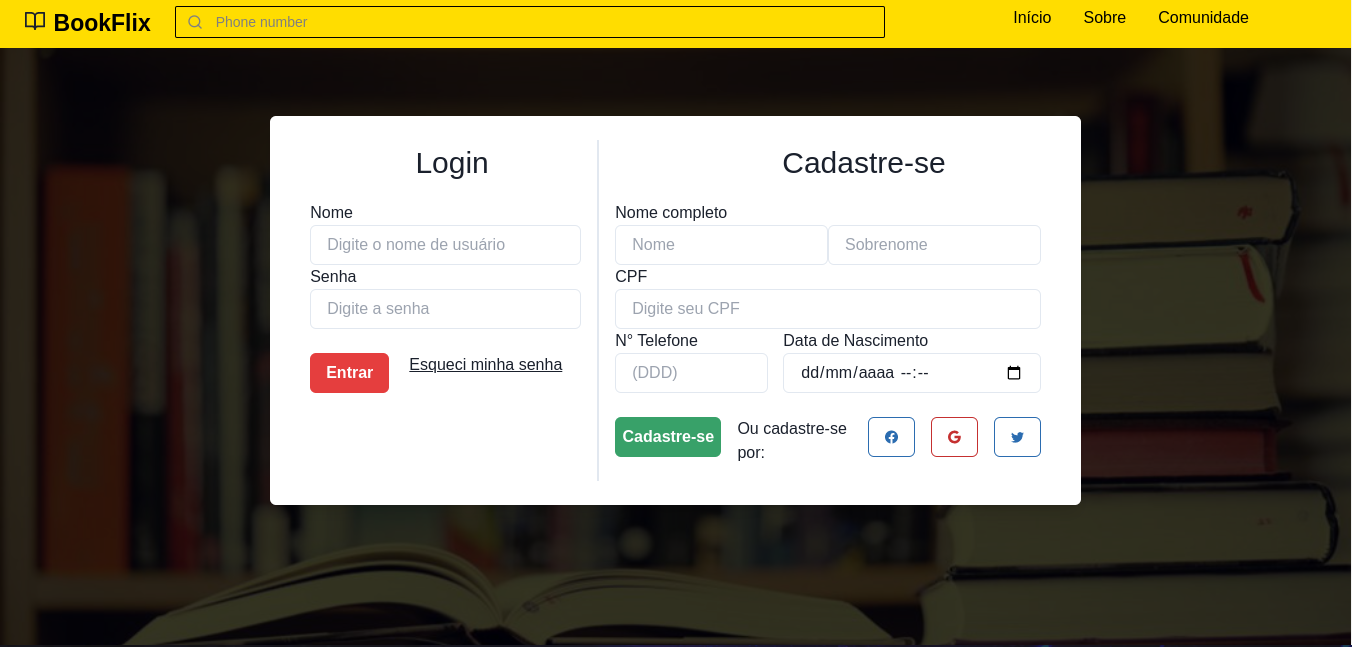 BookFlix
Phone number
Início Sobre Comunidade
Login
Nome
Digite o nome de usuário
Senha
Digite a senha
Entrar
Esqueci minha senha
Cadastre-se
Nome completo
Nome
Sobrenome
CPF
Digite seu CPF
N° Telefone
(DDD)
Data de Nascimento
dd/mm/aaaa --:--
Cadastre-se
Ou cadastre-se
por: